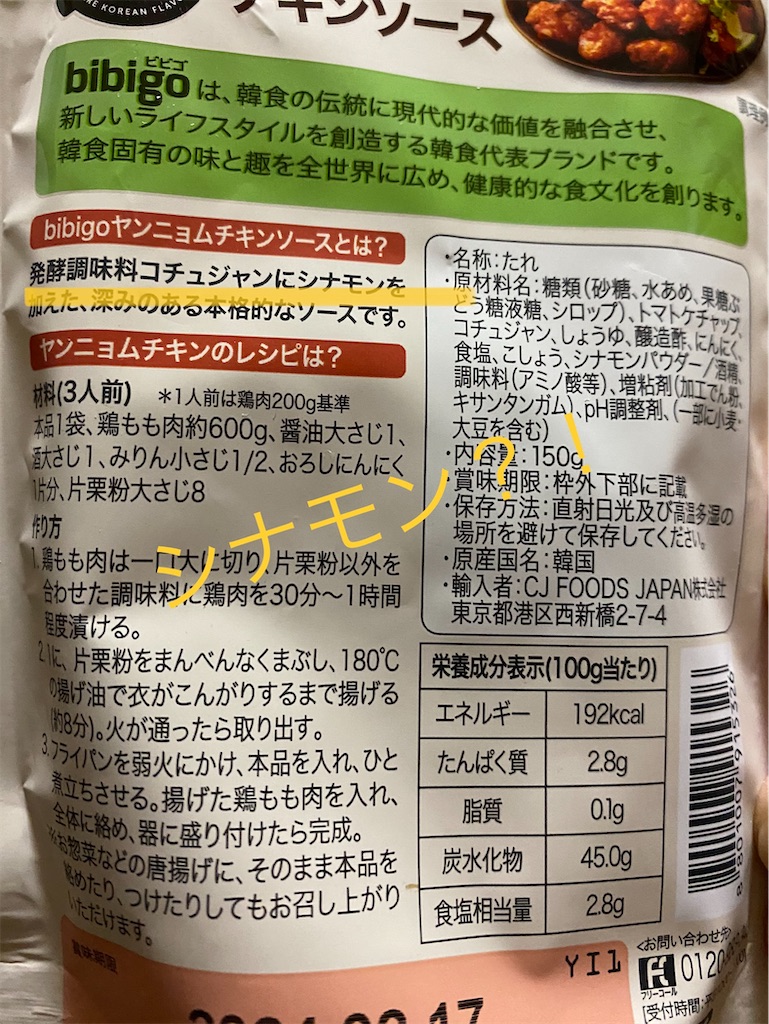 RE KOREAN FLAV
チキンソース
ビビゴ
bibigoは、韓食の伝統に現代的な価値を融合させ、
新しいライフスタイルを創造する韓食代表ブランドです。
韓食固有の味と趣を全世界に広め、健康的な食文化を創ります。
bibigoヤンニョムチキンソースとは?
発酵調味料コチュジャンにシナモンを
加えた、深みのある本格的なソースです。
ヤンニョムチキンのレシピは?
材料(3人前) *1人前は鶏肉200g基準
本品1袋、鶏もも肉約600g、醤油大さじ1、
酒大さじ1、みりん小さじ1/2、おろしにんにく
1片分、片栗粉大さじ8
作り方
1. 鶏もも肉は一口大に切り、片栗粉以外を
合わせた調味料に鶏肉を30分〜1時間
程度漬ける。
2. 1に、片栗粉をまんべんなくまぶし、180℃
の揚げ油で衣がこんがりするまで揚げる
(約8分)。火が通ったら取り出す。
3. フライパンを弱火にかけ、本品を入れ、ひと
煮立ちさせる。揚げた鶏もも肉を入れ、
全体に絡め、器に盛り付けたら完成。
※お惣菜などの唐揚げに、そのまま本品を
絡めたり、つけたりしてもお召し上がり
いただけます。
シナモン?!
・名称:たれ
・原材料名:糖類(砂糖、水あめ、果糖ぶ
どう糖液糖、シロップ)、トマトケチャップ、
コチュジャン、しょうゆ、醸造酢、にんにく、
食塩、こしょう、シナモンパウダー/酒精、
調味料(アミノ酸等)、増粘剤(加工でん粉、
キサンタンガム)、pH調整剤、(一部に小麦・
大豆を含む)
・内容量:150g
・賞味期限:枠外下部に記載
・保存方法:直射日光及び高温多湿の
場所を避けて保存してください。
・原産国名:韓国
・輸入者:CJ FOODS JAPAN株式会社
東京都港区西新橋2-7-4
栄養成分表示(100g当たり)
エネルギー 192kcal
たんぱく質 2.8g
脂質 0.1g
炭水化物 45.0g
食塩相当量 2.8g
賞味期限
YI1
<お問い合わせ先>
フリーコール
0120
[受付時間: